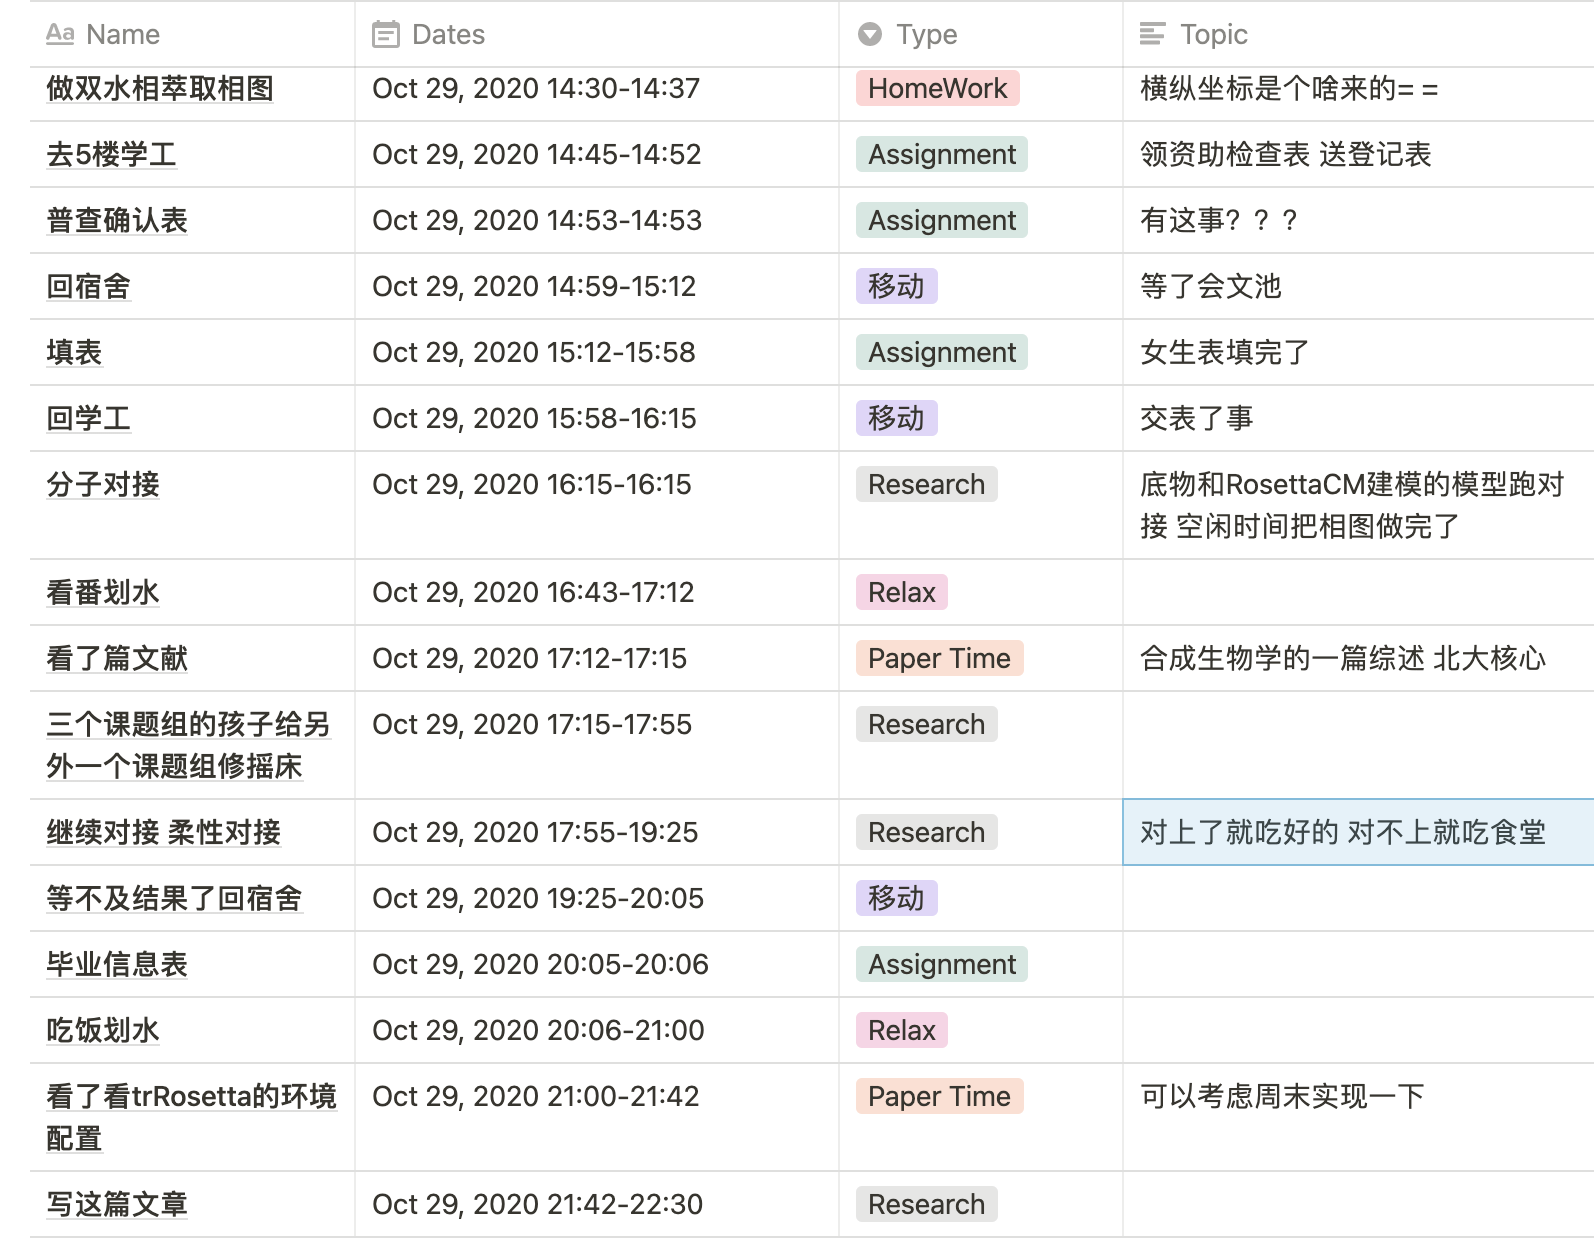 Aa Name Dates Type Topic
做双水相萃取相图 Oct 29, 2020 14:30-14:37 HomeWork 横纵坐标是个啥来的= =
去5楼学工 Oct 29, 2020 14:45-14:52 Assignment 领资助检查表 送登记表
普查确认表 Oct 29, 2020 14:53-14:53 Assignment 有这事？？？
回宿舍 Oct 29, 2020 14:59-15:12 移动 等了会文池
填表 Oct 29, 2020 15:12-15:58 Assignment 女生表填完了
回学工 Oct 29, 2020 15:58-16:15 移动 交表了事
分子对接 Oct 29, 2020 16:15-16:15 Research 底物和RosettaCM建模的模型跑对
接 空闲时间把相图做完了
看番划水 Oct 29, 2020 16:43-17:12 Relax
看了篇文献 Oct 29, 2020 17:12-17:15 Paper Time 合成生物学的一篇综述 北大核心
三个课题组的孩子给另 Oct 29, 2020 17:15-17:55 Research
外一个课题组修摇床
继续对接 柔性对接 Oct 29, 2020 17:55-19:25 Research 对上了就吃好的 对不上就吃食堂
等不及结果了回宿舍 Oct 29, 2020 19:25-20:05 移动
毕业信息表 Oct 29, 2020 20:05-20:06 Assignment
吃饭划水 Oct 29, 2020 20:06-21:00 Relax
看了看trRosetta的环境 Oct 29, 2020 21:00-21:42 Paper Time 可以考虑周末实现一下
配置
写这篇文章 Oct 29, 2020 21:42-22:30 Research